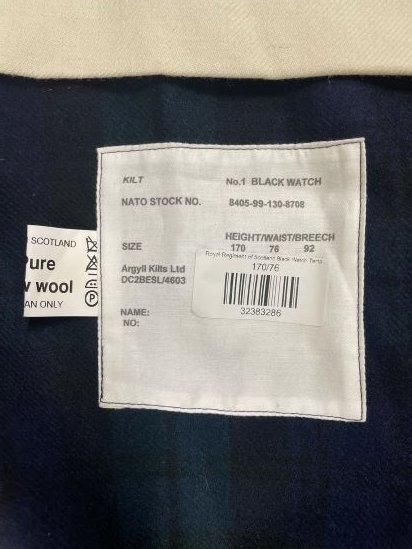 KILT No.1 BLACK WATCH
NATO STOCK NO. 8405-99-130-8708
HEIGHT/WAIST/BREECH
SIZE 170 76 92
Argyll Kilts Ltd
DC2BESL/4603
Royal Regiment of Scotland Black Watch
170/76
32383286
NAME:
NO:
SCOTLAND
Pure
w wool
AN ONLY